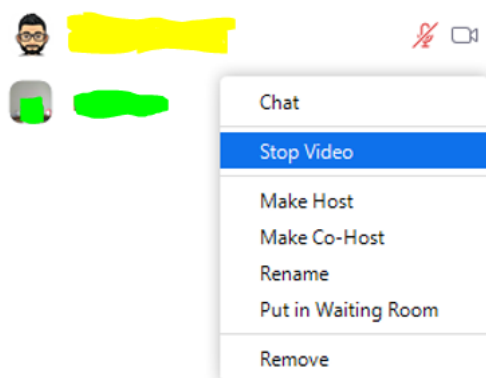 Chat
Stop Video
Make Host
Make Co-Host
Rename
Put in Waiting Room
Remove